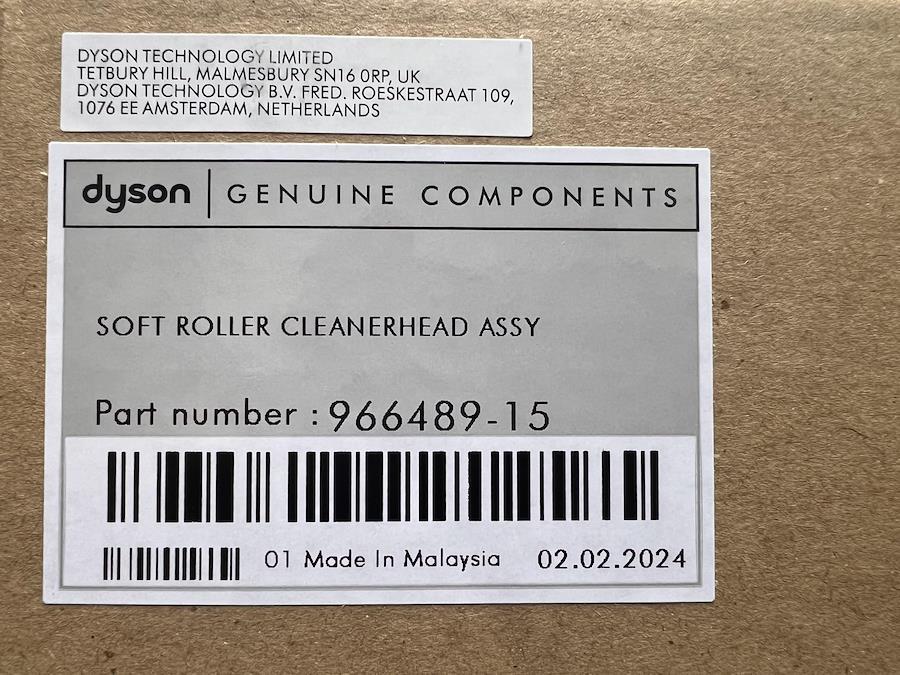 DYSON TECHNOLOGY LIMITED
TETBURY HILL, MALMESBURY SN16 0RP, UK
DYSON TECHNOLOGY B.V. FRED. ROESKESTRAAT 109,
1076 EE AMSTERDAM, NETHERLANDS
dyson | GENUINE COMPONENTS
SOFT ROLLER CLEANERHEAD ASSY
Part number : 966489-15
01 Made In Malaysia 02.02.2024